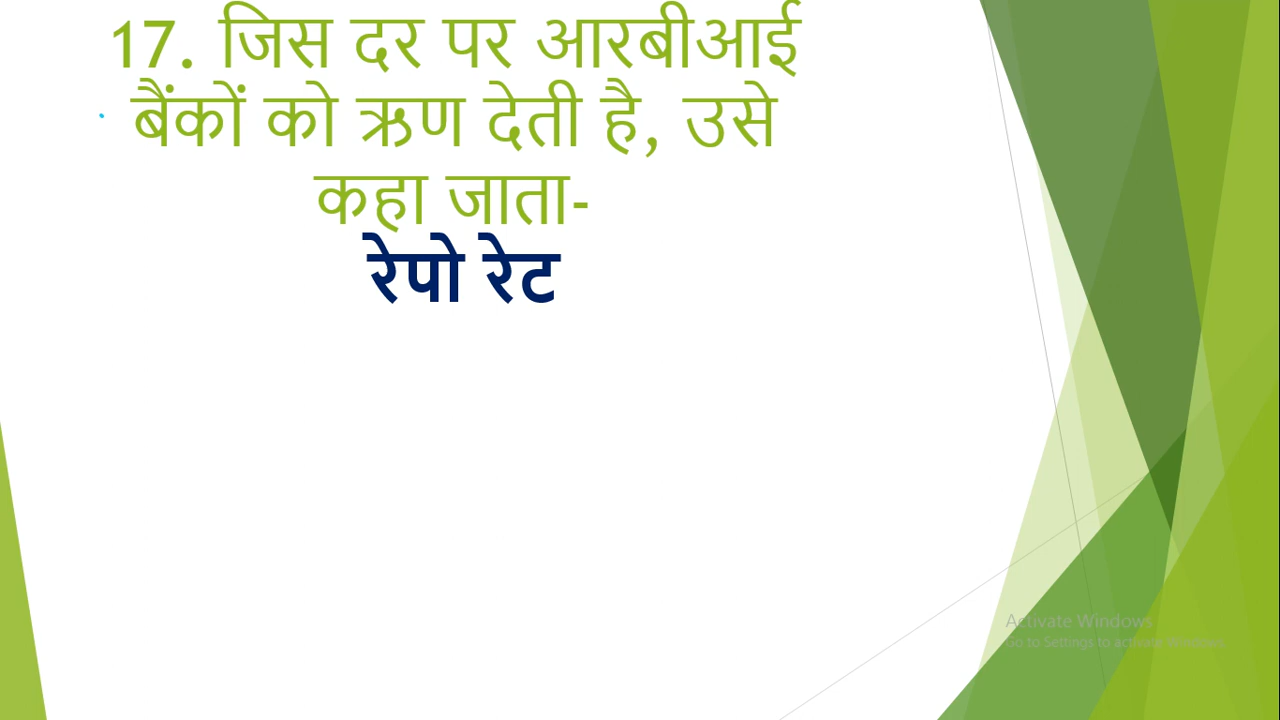 17. जिस दर पर आरबीआई
बैंकों को ऋण देती है, उसे
कहा जाता-
रेपो रेट
Activate Windows
Go to Settings to activate Windows.